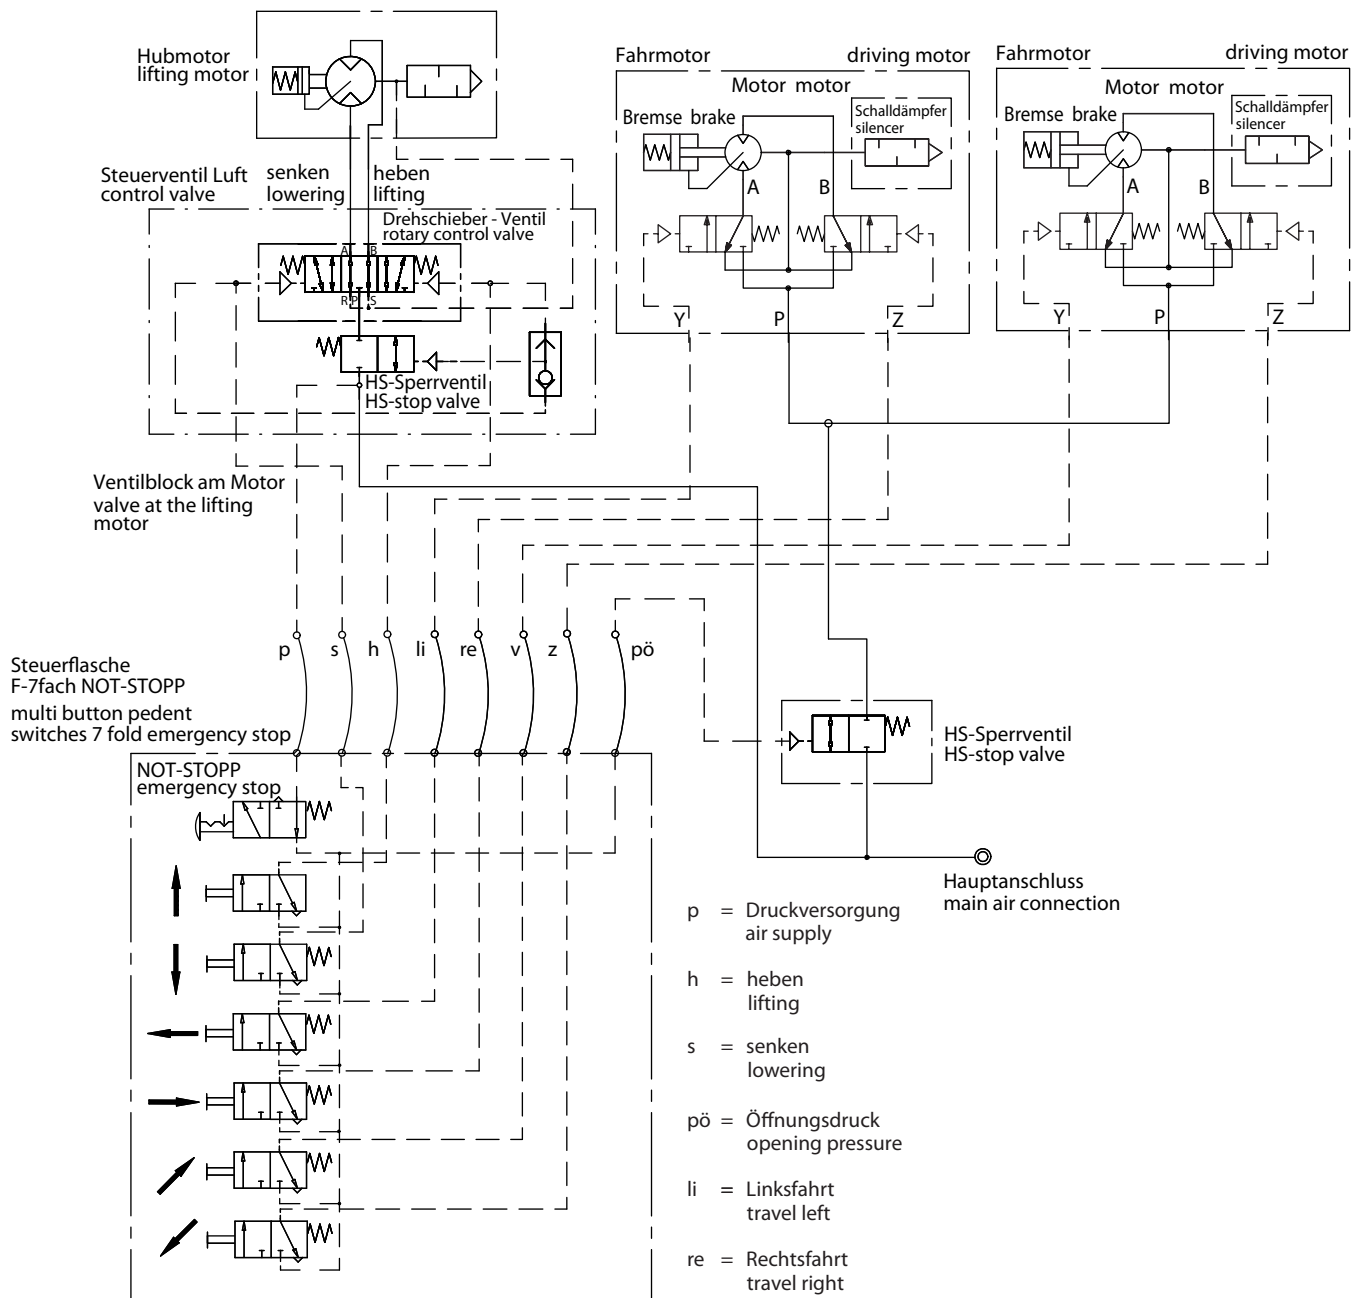 Hubmotor
lifting motor
Fahrmotor
driving motor
Motor motor
Bremse brake
Schalldämpfer
silencer
A
B
Y
P
Z
Fahrmotor
driving motor
Motor motor
Bremse brake
Schalldämpfer
silencer
A
B
Y
P
Z
Steuerventil Luft
control valve
senken
lowering
heben
lifting
Drehschieber - Ventil
rotary control valve
A
B
R P S
HS-Sperrventil
HS-stop valve
Ventilblock am Motor
valve at the lifting
motor
p
s
h
li
re
v
z
pö
Steuerflasche
F-7fach NOT-STOPP
multi button pedent
switches 7 fold emergency stop
NOT-STOPP
emergency stop
HS-Sperrventil
HS-stop valve
Hauptanschluss
main air connection
p = Druckversorgung
air supply
h = heben
lifting
s = senken
lowering
pö = Öffnungsdruck
opening pressure
li = Linksfahrt
travel left
re = Rechtsfahrt
travel right